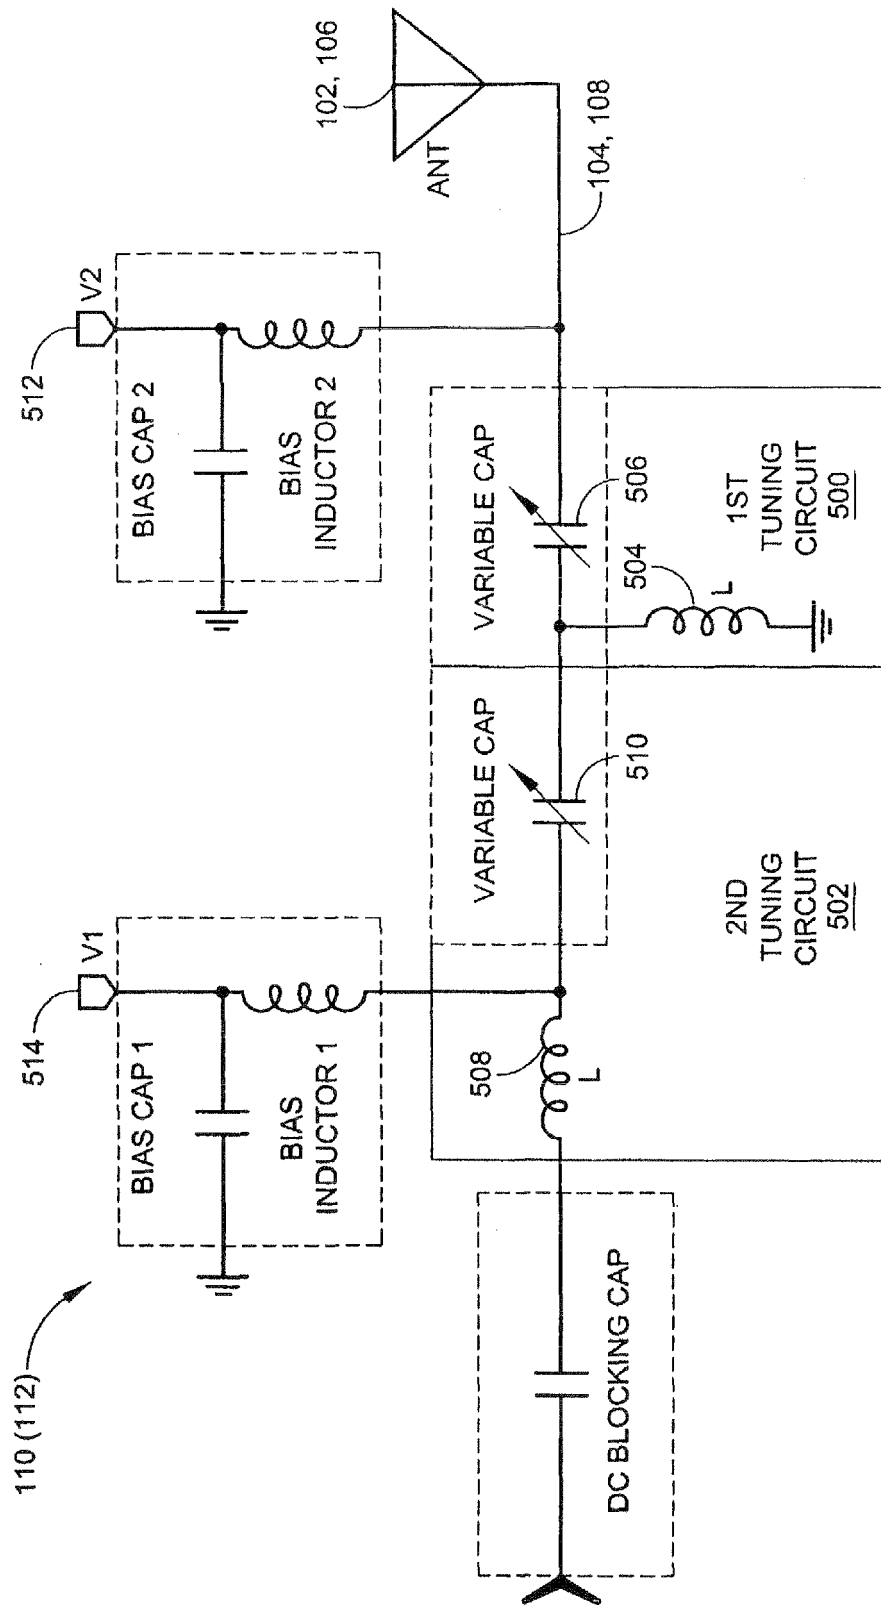 110 (112)
514
V1
BIAS CAP 1
BIAS
INDUCTOR 1
512
V2
BIAS CAP 2
BIAS
INDUCTOR 2
102, 106
ANT
104, 108
DC BLOCKING CAP
508
L
VARIABLE CAP
510
2ND
TUNING
CIRCUIT
502
VARIABLE CAP
506
504
L
1ST
TUNING
CIRCUIT
500